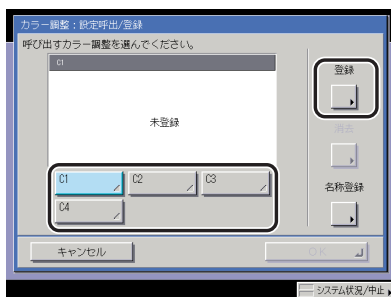 カラー調整：設定呼出/登録
呼び出すカラー調整を選んでください。
C1
未登録
登録
消去
C1
C2
C3
C4
名称登録
キャンセル
OK
システム状況/中止